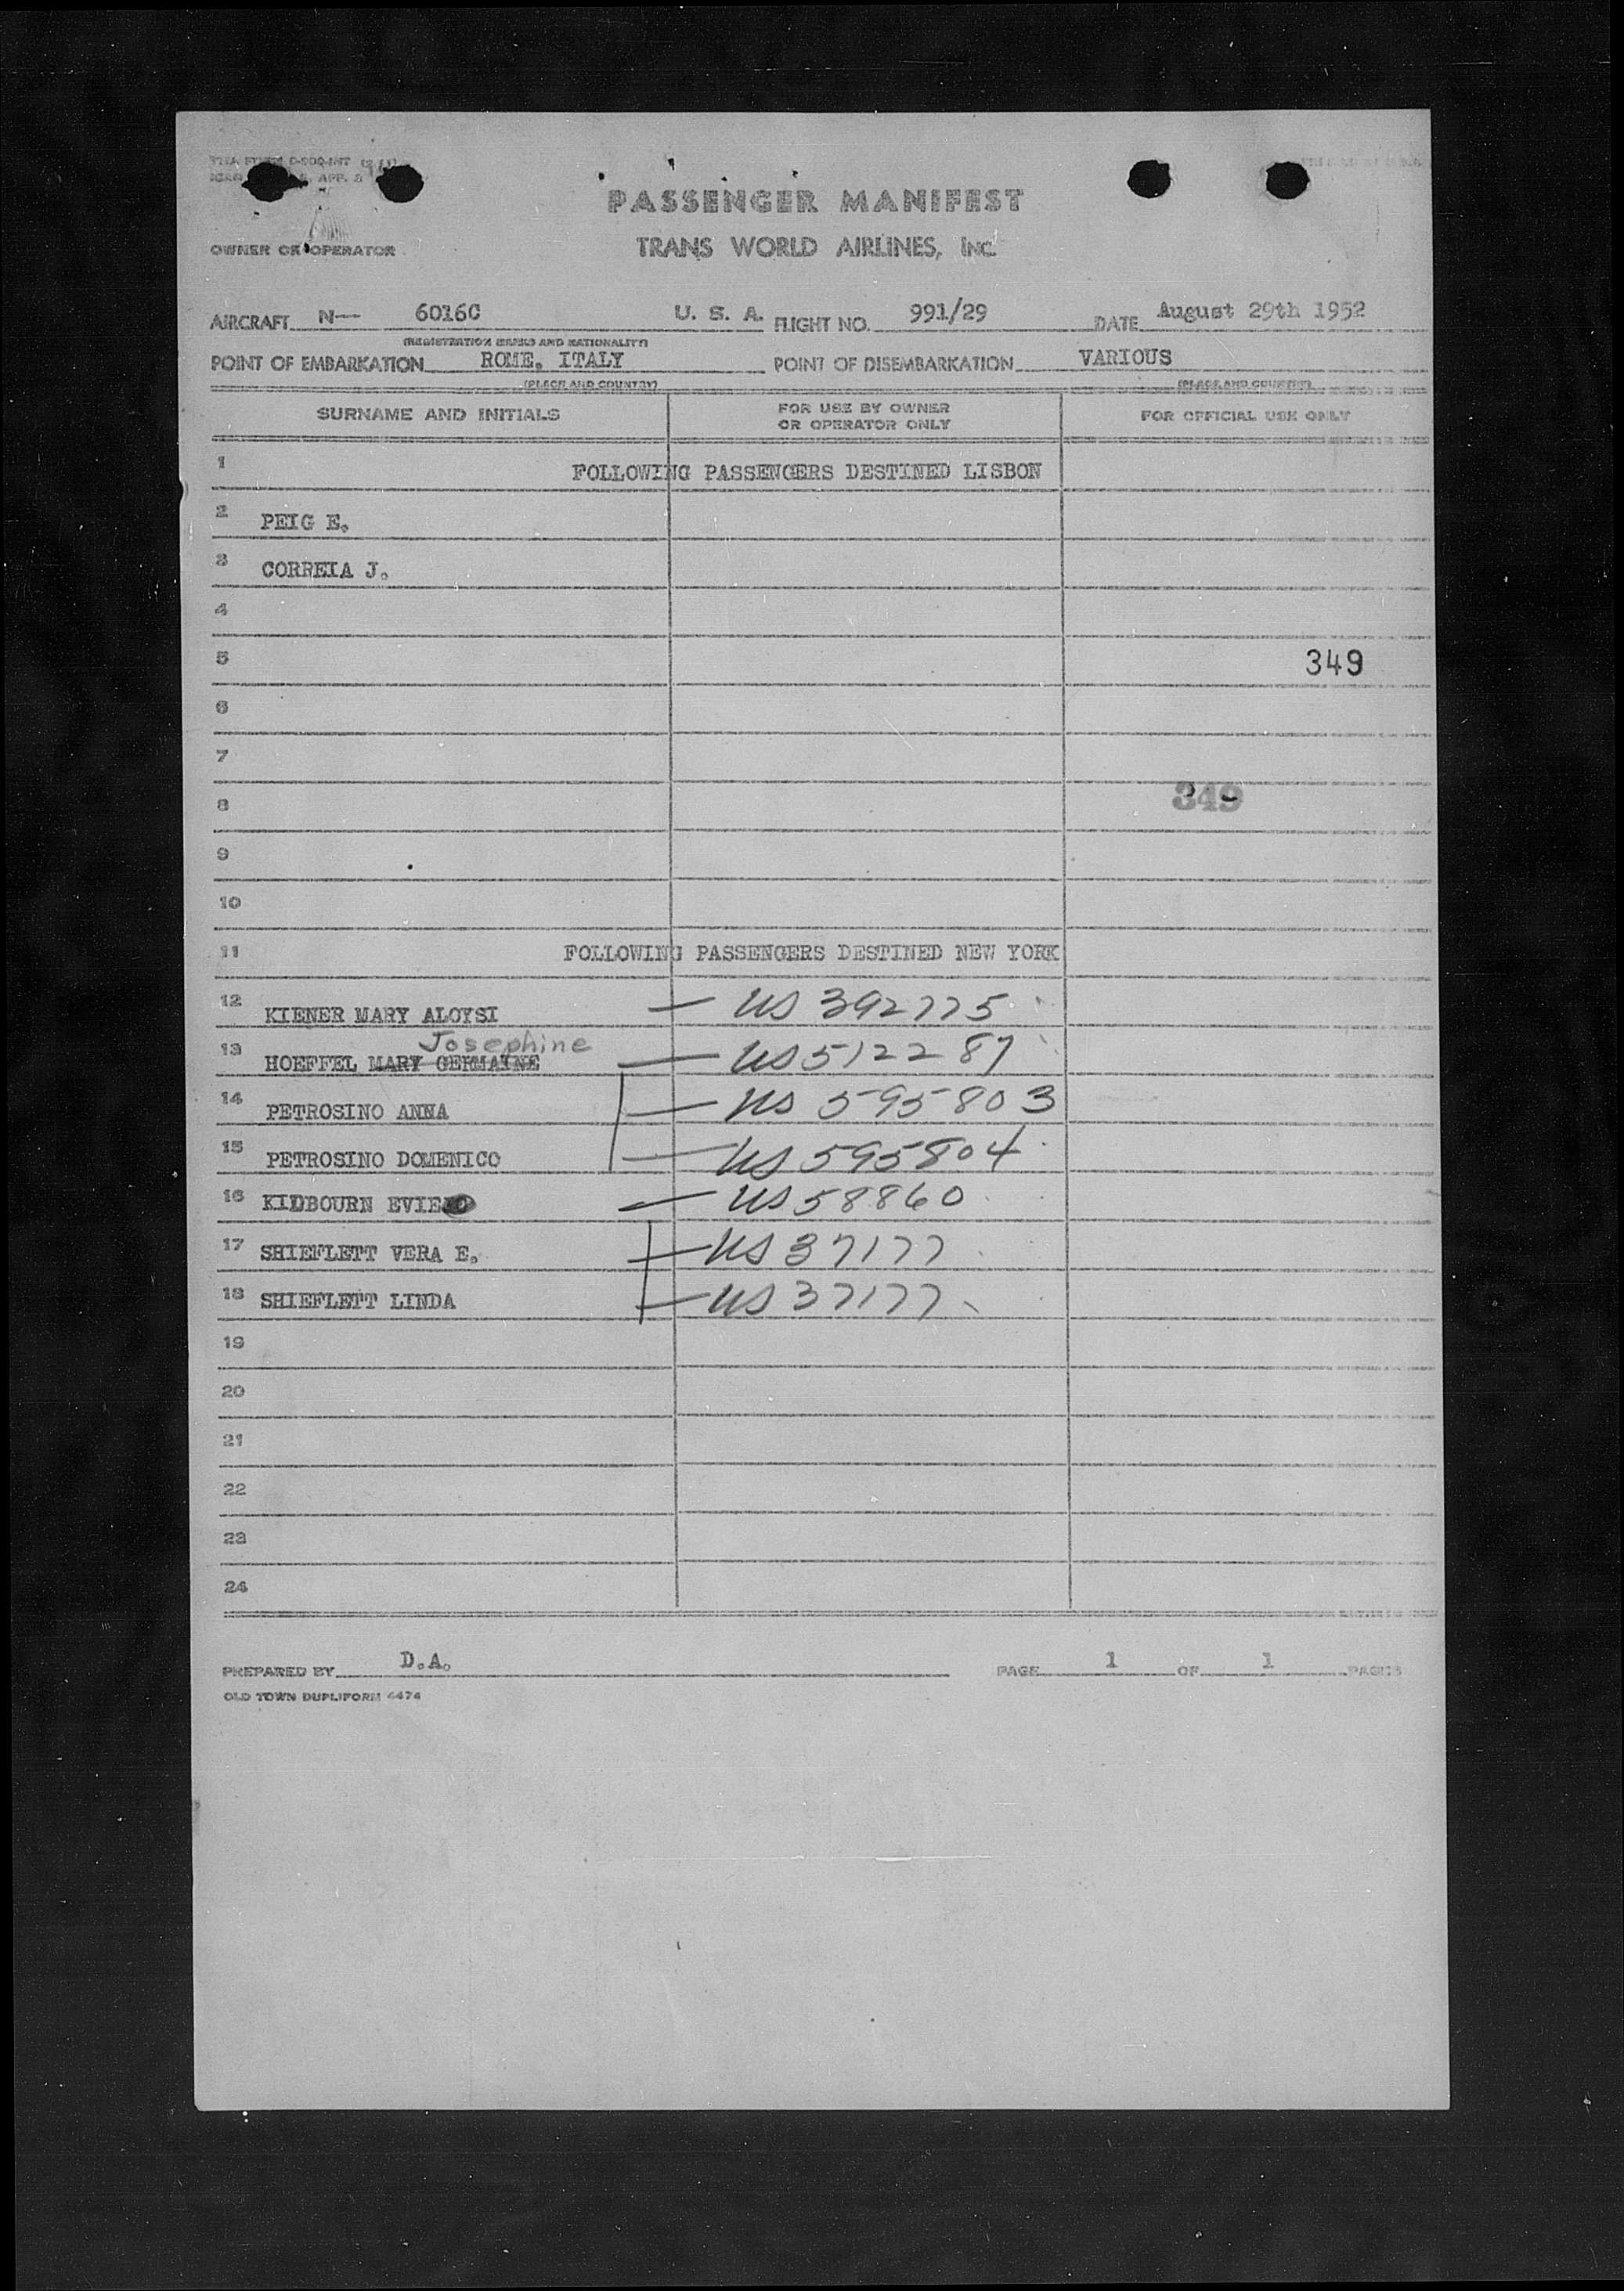 PASSENGER MANIFEST
OWNER OR OPERATOR TRANS WORLD AIRLINES, INC.
AIRCRAFT N-- 6016C U. S. A. FLIGHT NO. 991/29 DATE August 29th 1952
(REGISTRATION MARKS AND NATIONALITY)
POINT OF EMBARKATION ROME, ITALY POINT OF DISEMBARKATION VARIOUS
(PLACE AND COUNTRY) (PLACE AND COUNTRY)
SURNAME AND INITIALS FOR USE BY OWNER OR OPERATOR ONLY FOR OFFICIAL USE ONLY
1 FOLLOWING PASSENGERS DESTINED LISBON
2 PEIG E.
3 CORREIA J.
4
5 349
6
7
8 349
9
10
11 FOLLOWING PASSENGERS DESTINED NEW YORK
12 KIENER MARY ALOYSI — US 392775
Josephine
13 HOEFFEL MARY GERMAINE — US 512287
14 PETROSINO ANNA — US 595803
15 PETROSINO DOMENICO — US 595804
16 KIDBOURN EVIE — US 58860
17 SHIEFLETT VERA E. — US 37177
18 SHIEFLETT LINDA — US 37177
19
20
21
22
23
24
PREPARED BY D.A. PAGE 1 OF 1 PAGES
OLD TOWN DUPLIFORM 4474